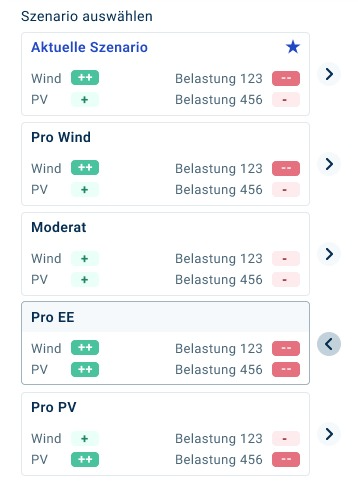 Szenario auswählen
Aktuelle Szenario
Wind ++ Belastung 123 --
PV + Belastung 456 -
Pro Wind
Wind ++ Belastung 123 --
PV + Belastung 456 -
Moderat
Wind + Belastung 123 -
PV + Belastung 456 -
Pro EE
Wind ++ Belastung 123 --
PV ++ Belastung 456 --
Pro PV
Wind + Belastung 123 -
PV ++ Belastung 456 --